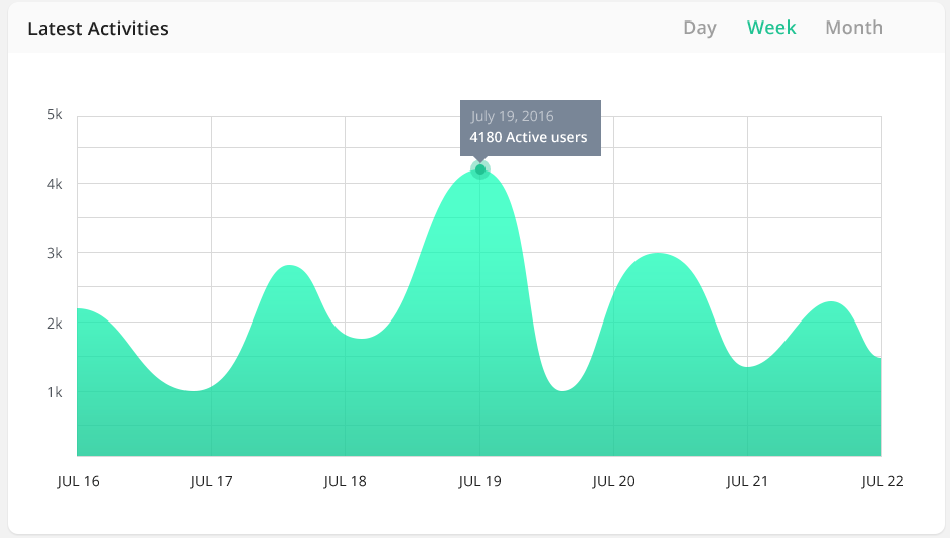 Latest Activities
Day Week Month
July 19, 2016
4180 Active users
5k
4k
3k
2k
1k
JUL 16 JUL 17 JUL 18 JUL 19 JUL 20 JUL 21 JUL 22